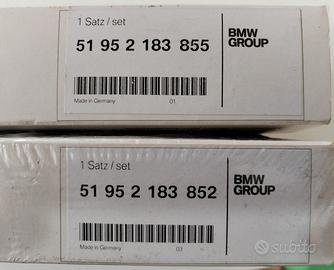 1 Satz / set
BMW
GROUP
51 95 2 183 855
Made in Germany
01
1 Satz / set
BMW
GROUP
51 95 2 183 852
Made in Germany
03
subito